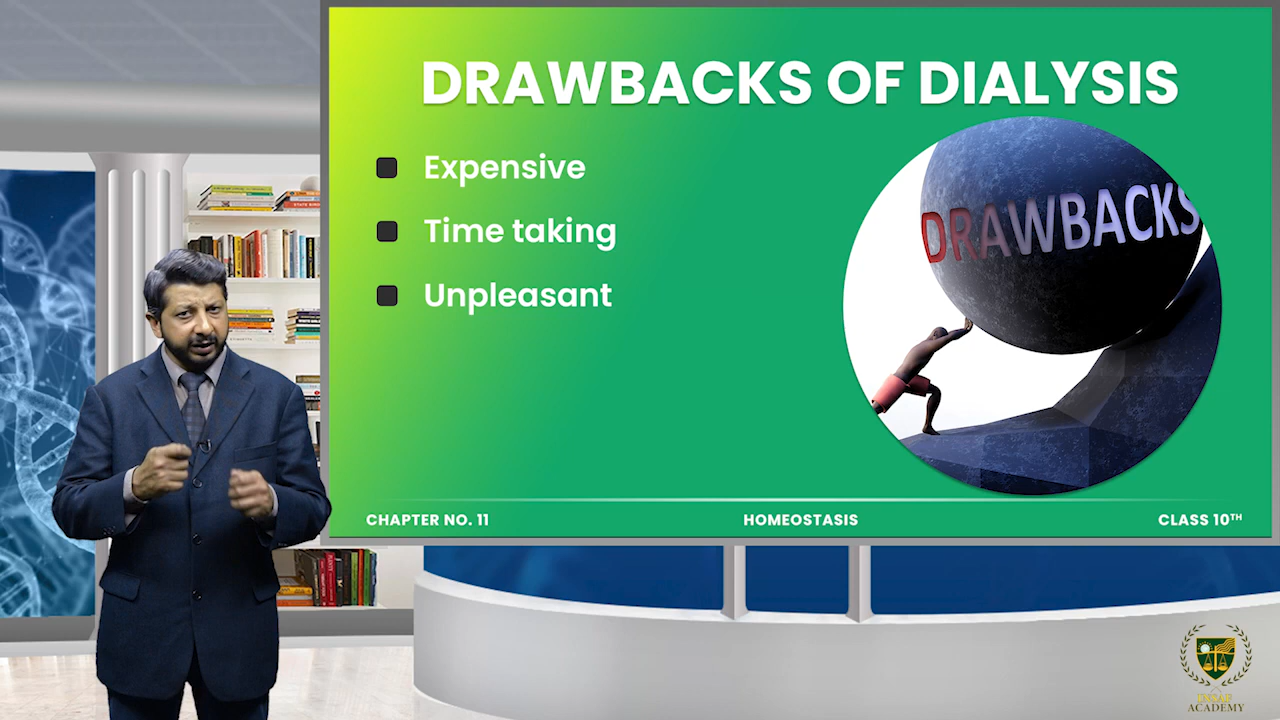 DRAWBACKS OF DIALYSIS
Expensive
Time taking
Unpleasant
DRAWBACKS
CHAPTER NO. 11
HOMEOSTASIS
CLASS 10TH
ACADEMY